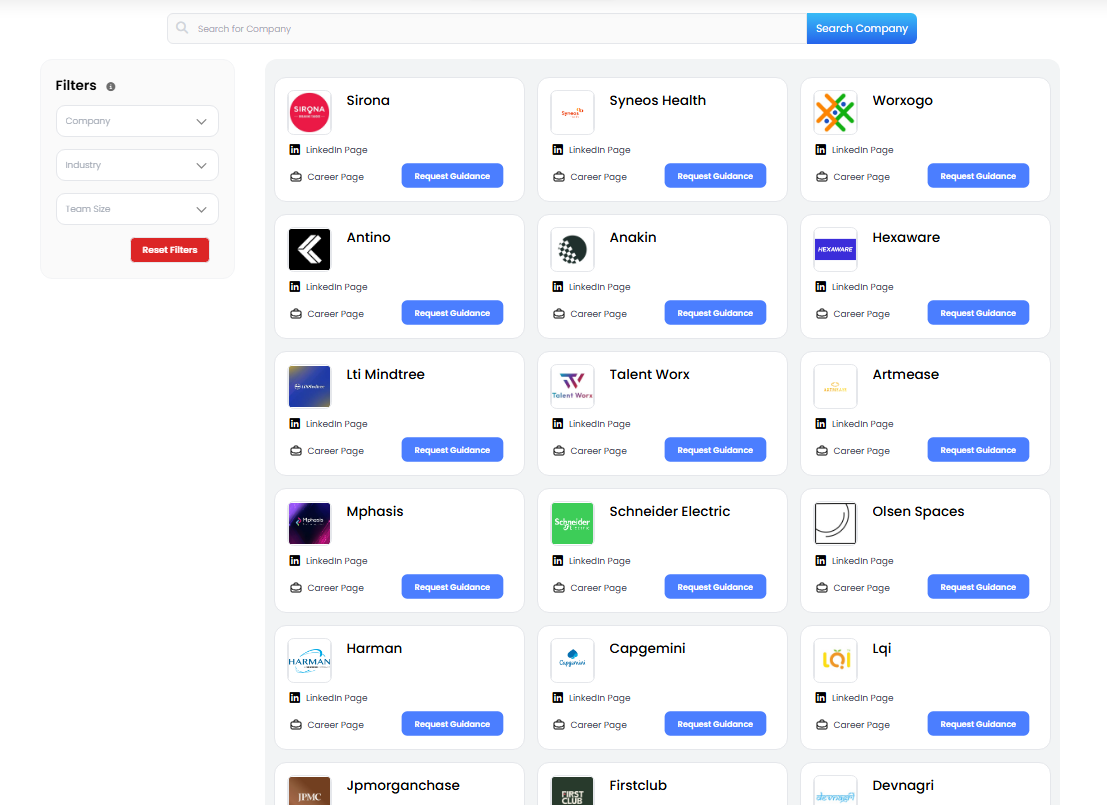 Search for Company
Search Company
Filters
Company
Industry
Team Size
Reset Filters
SIRONA
Sirona
LinkedIn Page
Career Page
Request Guidance
Syneos
Syneos Health
LinkedIn Page
Career Page
Request Guidance
Worxogo
LinkedIn Page
Career Page
Request Guidance
Antino
LinkedIn Page
Career Page
Request Guidance
Anakin
LinkedIn Page
Career Page
Request Guidance
HEXAWARE
Hexaware
LinkedIn Page
Career Page
Request Guidance
LTIMindtree
Lti Mindtree
LinkedIn Page
Career Page
Request Guidance
Talent Worx
Talent Worx
LinkedIn Page
Career Page
Request Guidance
Artmease
LinkedIn Page
Career Page
Request Guidance
Mphasis
Mphasis
LinkedIn Page
Career Page
Request Guidance
Schneider
Schneider Electric
LinkedIn Page
Career Page
Request Guidance
Olsen Spaces
LinkedIn Page
Career Page
Request Guidance
HARMAN
Harman
LinkedIn Page
Career Page
Request Guidance
Capgemini
Capgemini
LinkedIn Page
Career Page
Request Guidance
LQI
Lqi
LinkedIn Page
Career Page
Request Guidance
JPMC
Jpmorganchase
FIRST
CLUB
Firstclub
devnagri
Devnagri